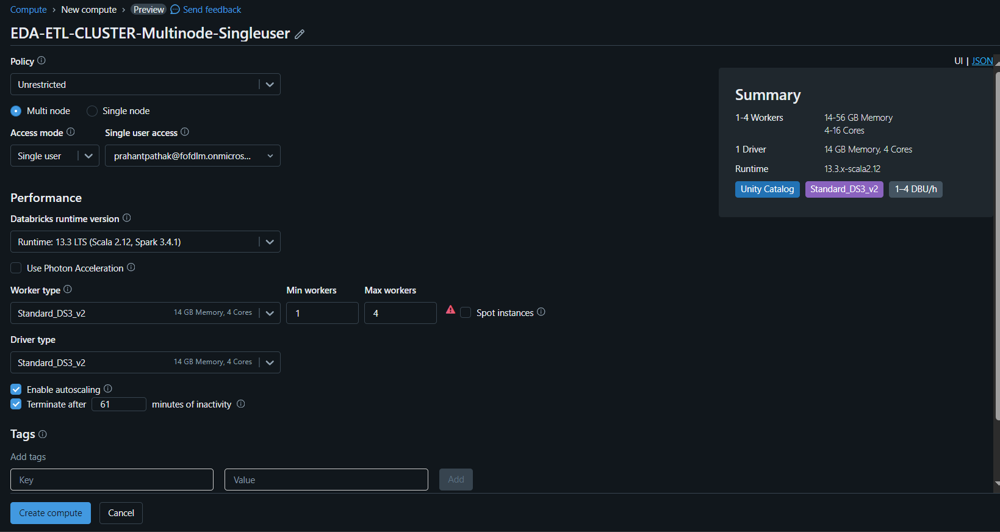 Compute › New compute › Preview Send feedback
EDA-ETL-CLUSTER-Multinode-Singleuser
Policy
Unrestricted
Multi node Single node
Access mode Single user access
Single user prahantpathak@fofdlm.onmicros...
Performance
Databricks runtime version
Runtime: 13.3 LTS (Scala 2.12, Spark 3.4.1)
Use Photon Acceleration
Worker type Min workers Max workers
Standard_DS3_v2 14 GB Memory, 4 Cores 1 4 Spot instances
Driver type
Standard_DS3_v2 14 GB Memory, 4 Cores
Enable autoscaling
Terminate after 61 minutes of inactivity
Tags
Add tags
Key Value Add
Create compute Cancel
UI | JSON
Summary
1-4 Workers 14-56 GB Memory
4-16 Cores
1 Driver 14 GB Memory, 4 Cores
Runtime 13.3.x-scala2.12
Unity Catalog Standard_DS3_v2 1–4 DBU/h